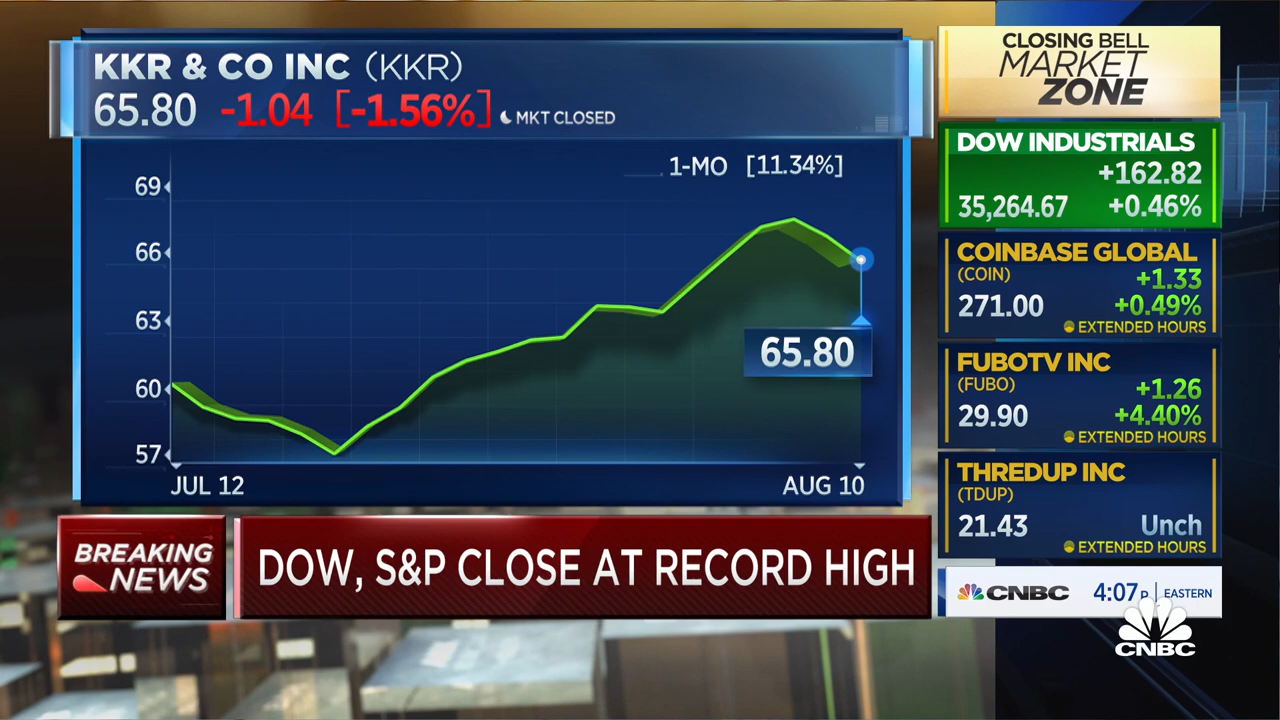 KKR & CO INC (KKR)
65.80 -1.04 [-1.56%] MKT CLOSED
1-MO [11.34%]
69
66
63
60
57
65.80
JUL 12 AUG 10
BREAKING
NEWS
DOW, S&P CLOSE AT RECORD HIGH
CLOSING BELL
MARKET
ZONE
DOW INDUSTRIALS
+162.82
35,264.67 +0.46%
COINBASE GLOBAL
(COIN) +1.33
271.00 +0.49%
EXTENDED HOURS
FUBOTV INC
(FUBO) +1.26
29.90 +4.40%
EXTENDED HOURS
THREDUP INC
(TDUP)
21.43 Unch
EXTENDED HOURS
CNBC 4:07P EASTERN
CNBC